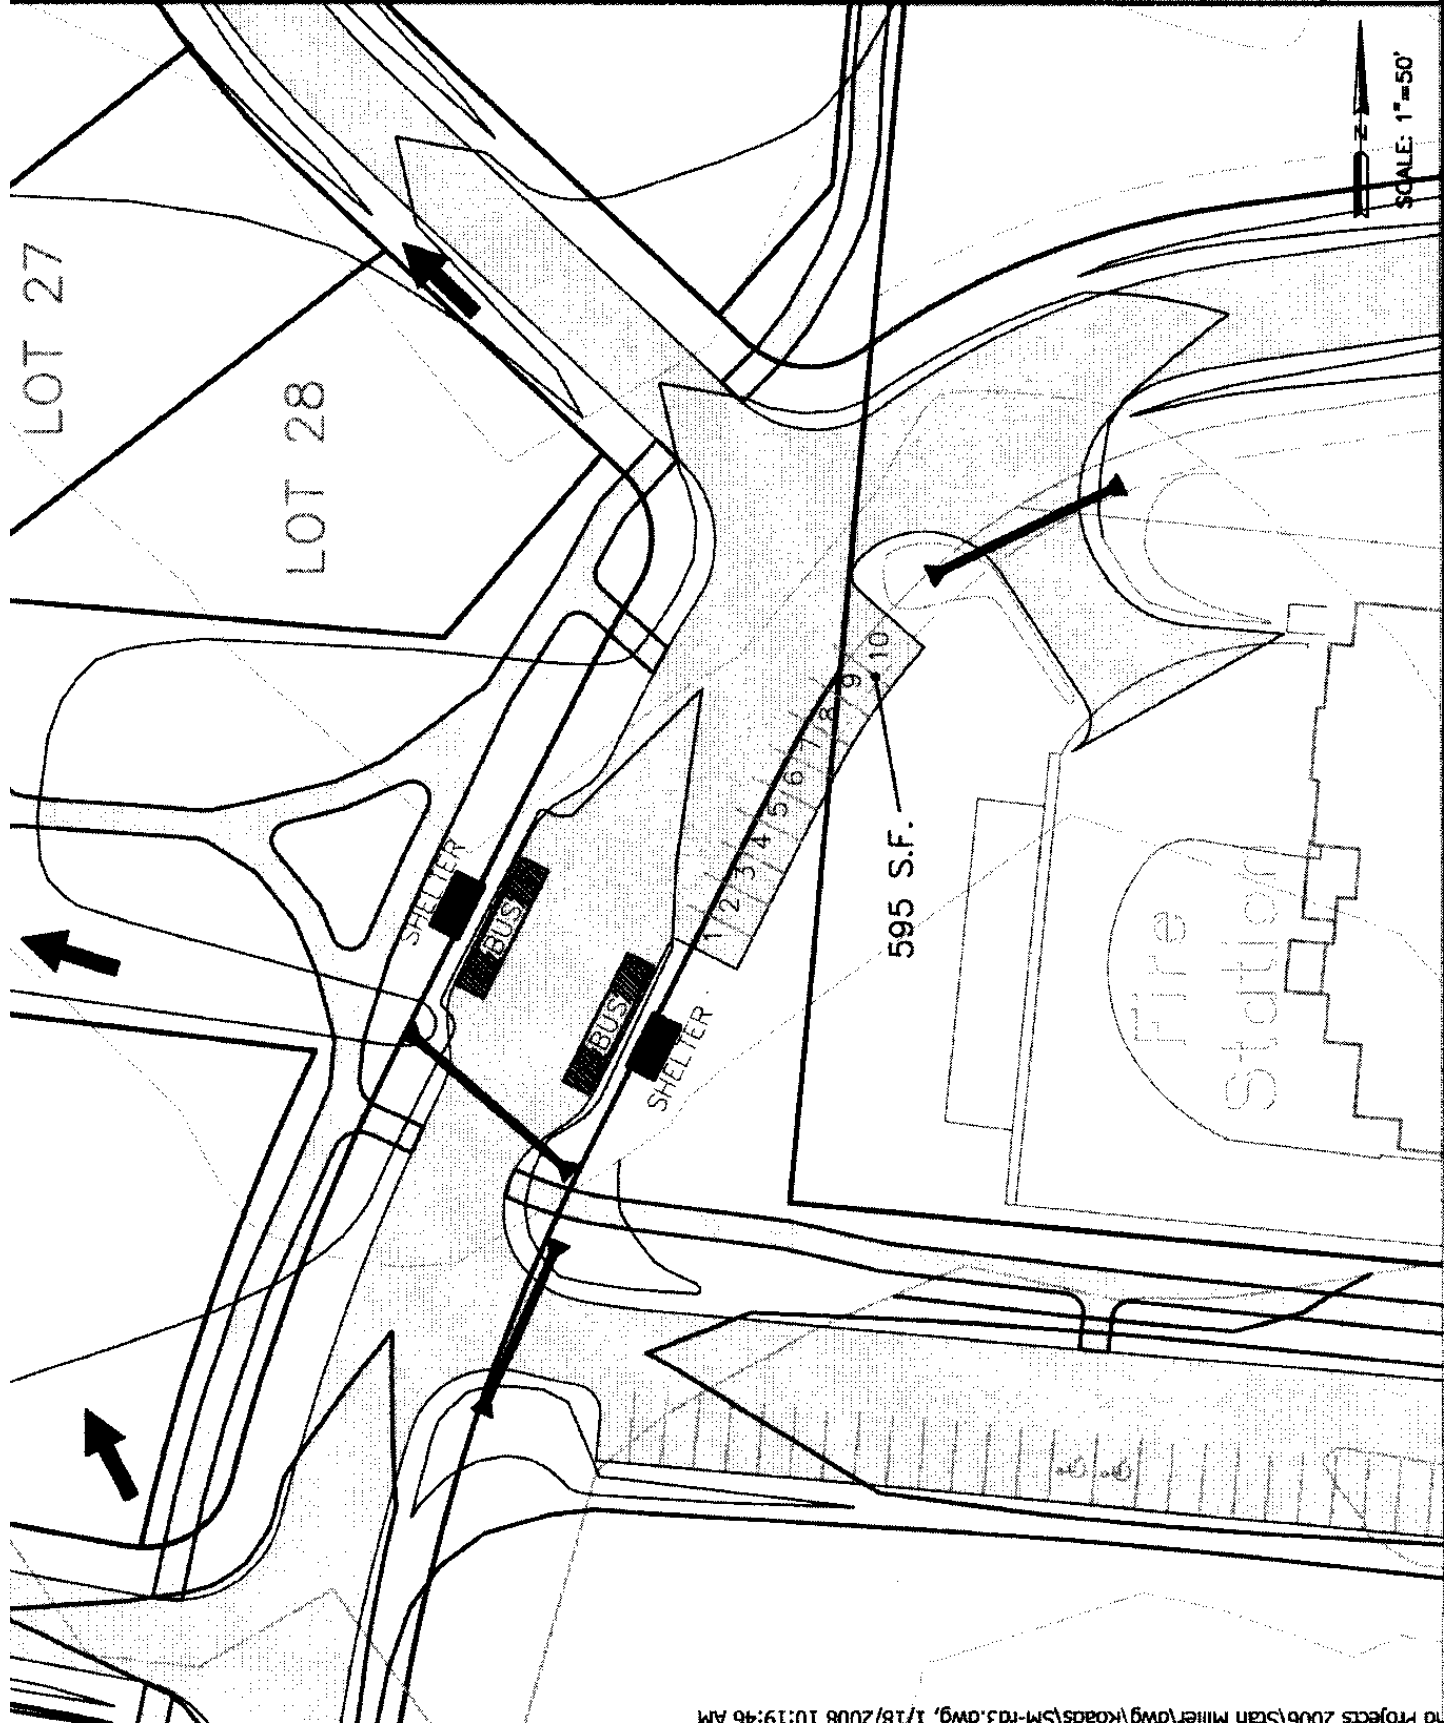 LOT 27
LOT 28
N
SCALE: 1"=50'
SHELTER
BUS
BUS
SHELTER
1 2 3 4 5 6 7 8 9 10
595 S.F.
Fire
Station
Projects 2006\Stan Miller\dwg\Roads\SM-rd3.dwg, 1/18/2008 10:19:46 AM